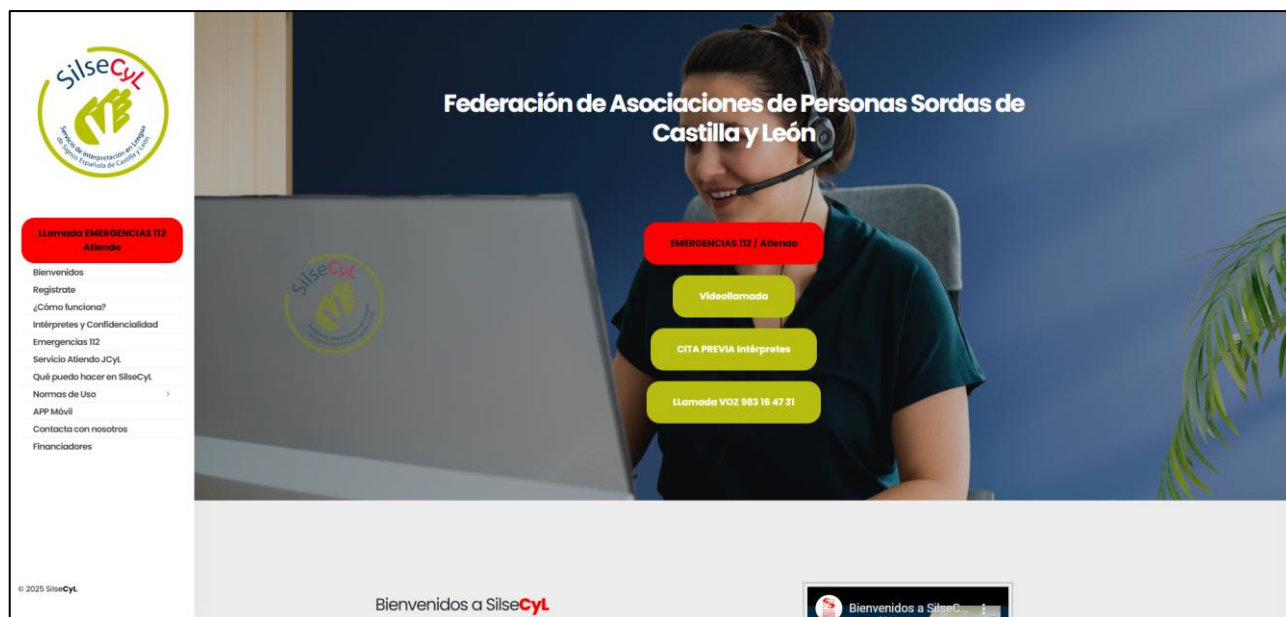 SilseCyL
Servicio de Interpretación en Lengua
de Signos Española de Castilla y León
LLamada EMERGENCIAS 112
Atiendo
Bienvenidos
Registrate
¿Cómo funciona?
Intérpretes y Confidencialidad
Emergencias 112
Servicio Atiendo JCyL
Qué puedo hacer en SilseCyL
Normas de Uso
APP Móvil
Contacta con nosotros
Financiadores
© 2025 SilseCyL
Federación de Asociaciones de Personas Sordas de
Castilla y León
EMERGENCIAS 112 / Atiendo
Videollamada
CITA PREVIA Intérpretes
LLamada VOZ 983 16 47 31
SilseCyL
Bienvenidos a SilseCyL
Bienvenidos a SilseC...